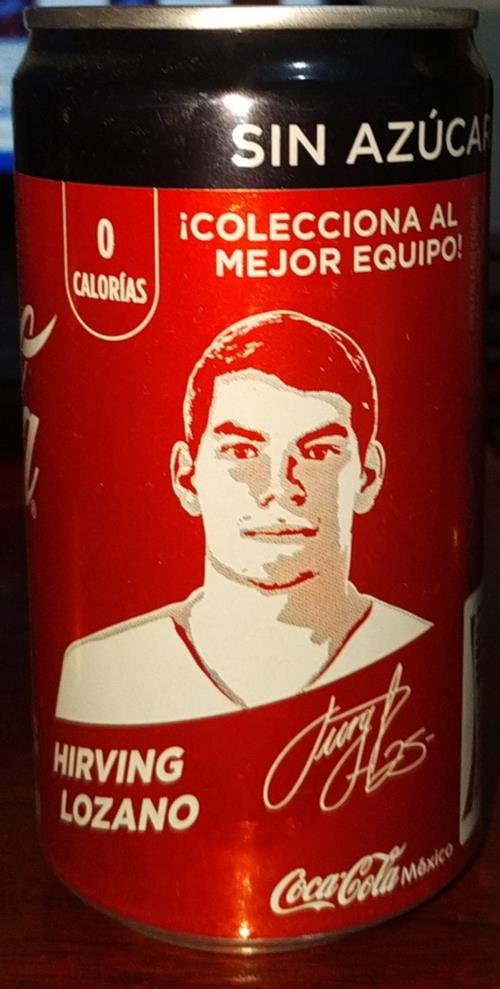 SIN AZÚCAR
0
CALORÍAS
¡COLECCIONA AL
MEJOR EQUIPO!
HIRVING
LOZANO
Coca-Cola México